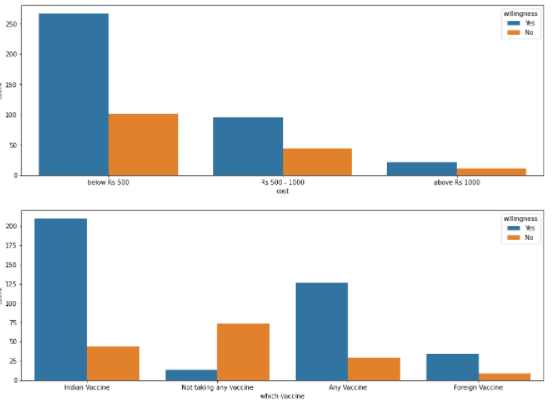 willingness
Yes
No
250
200
150
100
50
0
below Rs 500
Rs 500 - 1000
above Rs 1000
cost
willingness
Yes
No
200
175
150
125
100
75
50
25
0
Indian Vaccine
Not taking any vaccine
Any Vaccine
Foreign Vaccine
which vaccine